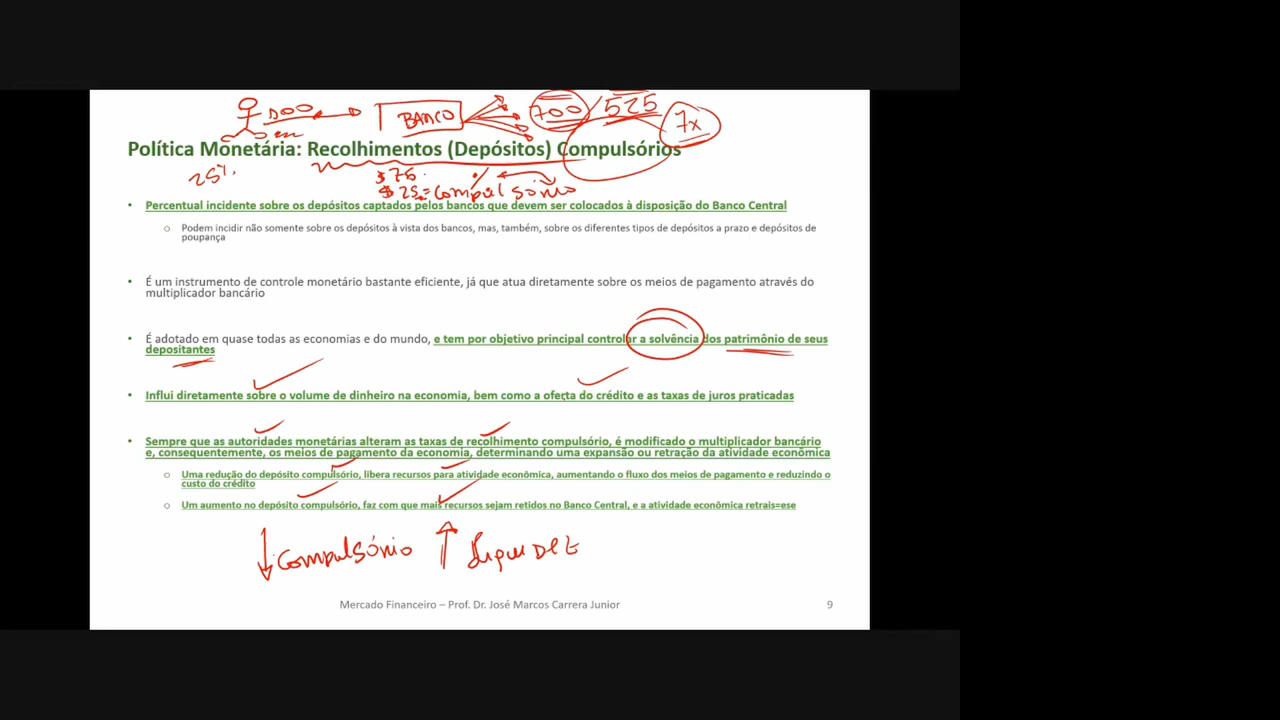 100
BANCO
700 / 525
7x
Política Monetária: Recolhimentos (Depósitos) Compulsórios
25%.
$ 75.
%
$ 25 = Compulsório
• Percentual incidente sobre os depósitos captados pelos bancos que devem ser colocados à disposição do Banco Central
o Podem incidir não somente sobre os depósitos à vista dos bancos, mas, também, sobre os diferentes tipos de depósitos a prazo e depósitos de
poupança
• É um instrumento de controle monetário bastante eficiente, já que atua diretamente sobre os meios de pagamento através do
multiplicador bancário
• É adotado em quase todas as economias e do mundo, e tem por objetivo principal controlar a solvência dos patrimônio de seus
depositantes
• Influi diretamente sobre o volume de dinheiro na economia, bem como a oferta do crédito e as taxas de juros praticadas
• Sempre que as autoridades monetárias alteram as taxas de recolhimento compulsório, é modificado o multiplicador bancário
e, consequentemente, os meios de pagamento da economia, determinando uma expansão ou retração da atividade econômica
o Uma redução do depósito compulsório, libera recursos para atividade econômica, aumentando o fluxo dos meios de pagamento e reduzindo o
custo do crédito
o Um aumento no depósito compulsório, faz com que mais recursos sejam retidos no Banco Central, e a atividade econômica retrais=ese
↓ Compulsório ↑ Liquidez
Mercado Financeiro – Prof. Dr. José Marcos Carrera Junior
9